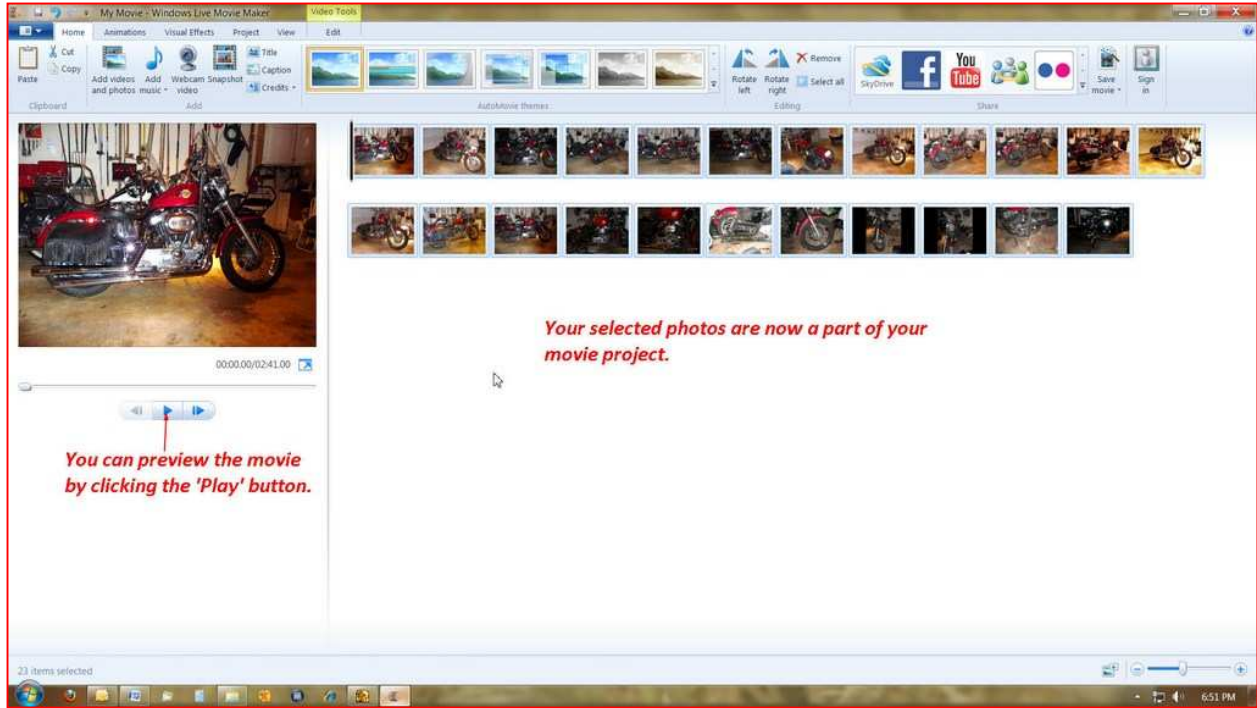 My Movie - Windows Live Movie Maker
Video Tools
Home Animations Visual Effects Project View Edit
Paste
Cut
Copy
Clipboard
Add videos and photos
Add music
Webcam video
Snapshot
Title
Caption
Credits
Add
AutoMovie themes
Rotate left
Rotate right
Remove
Select all
Editing
SkyDrive
f
You Tube
Share
Save movie
Sign in
00:00.00/02:41.00
Your selected photos are now a part of your
movie project.
You can preview the movie
by clicking the 'Play' button.
23 items selected
6:51 PM